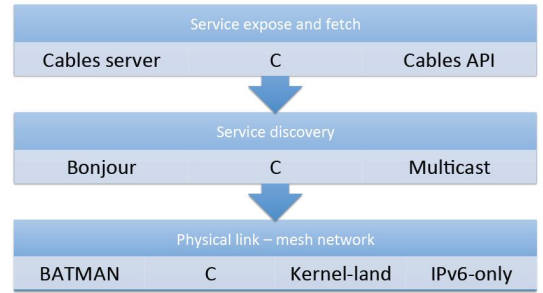 Service expose and fetch
Cables server C Cables API
Service discovery
Bonjour C Multicast
Physical link – mesh network
BATMAN C Kernel-land IPv6-only